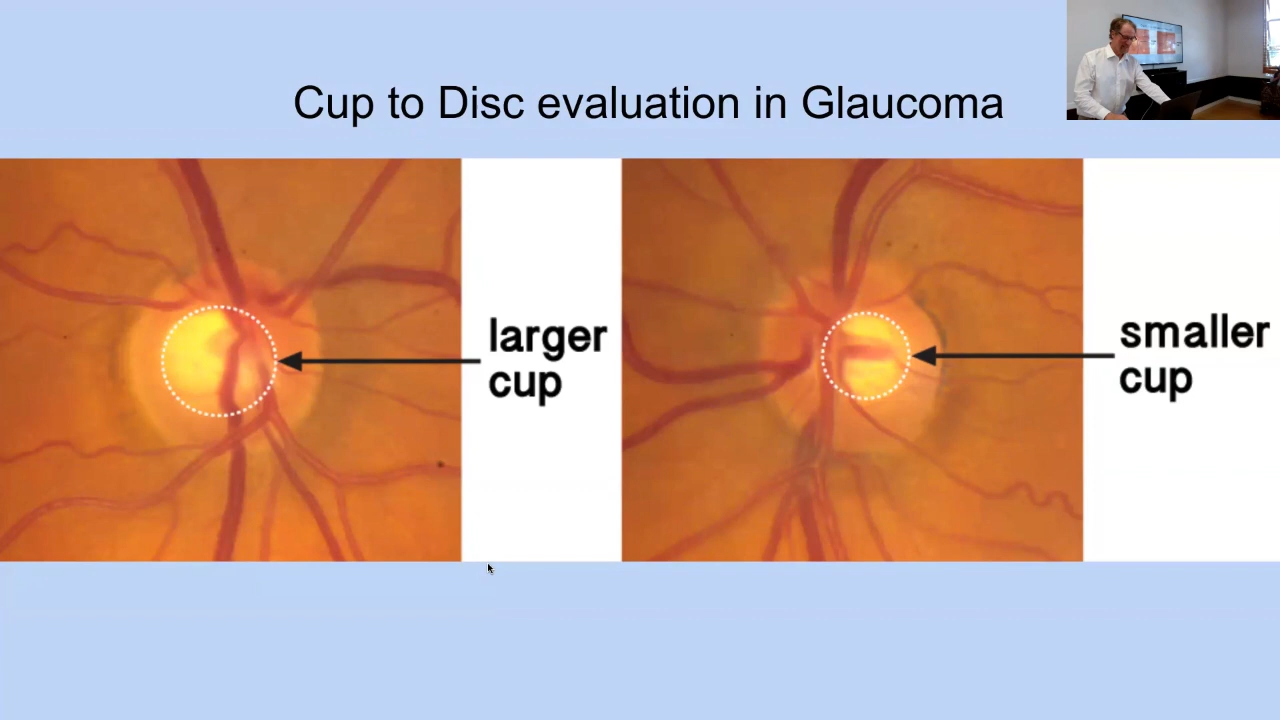 Cup to Disc evaluation in Glaucoma
larger
cup
smaller
cup